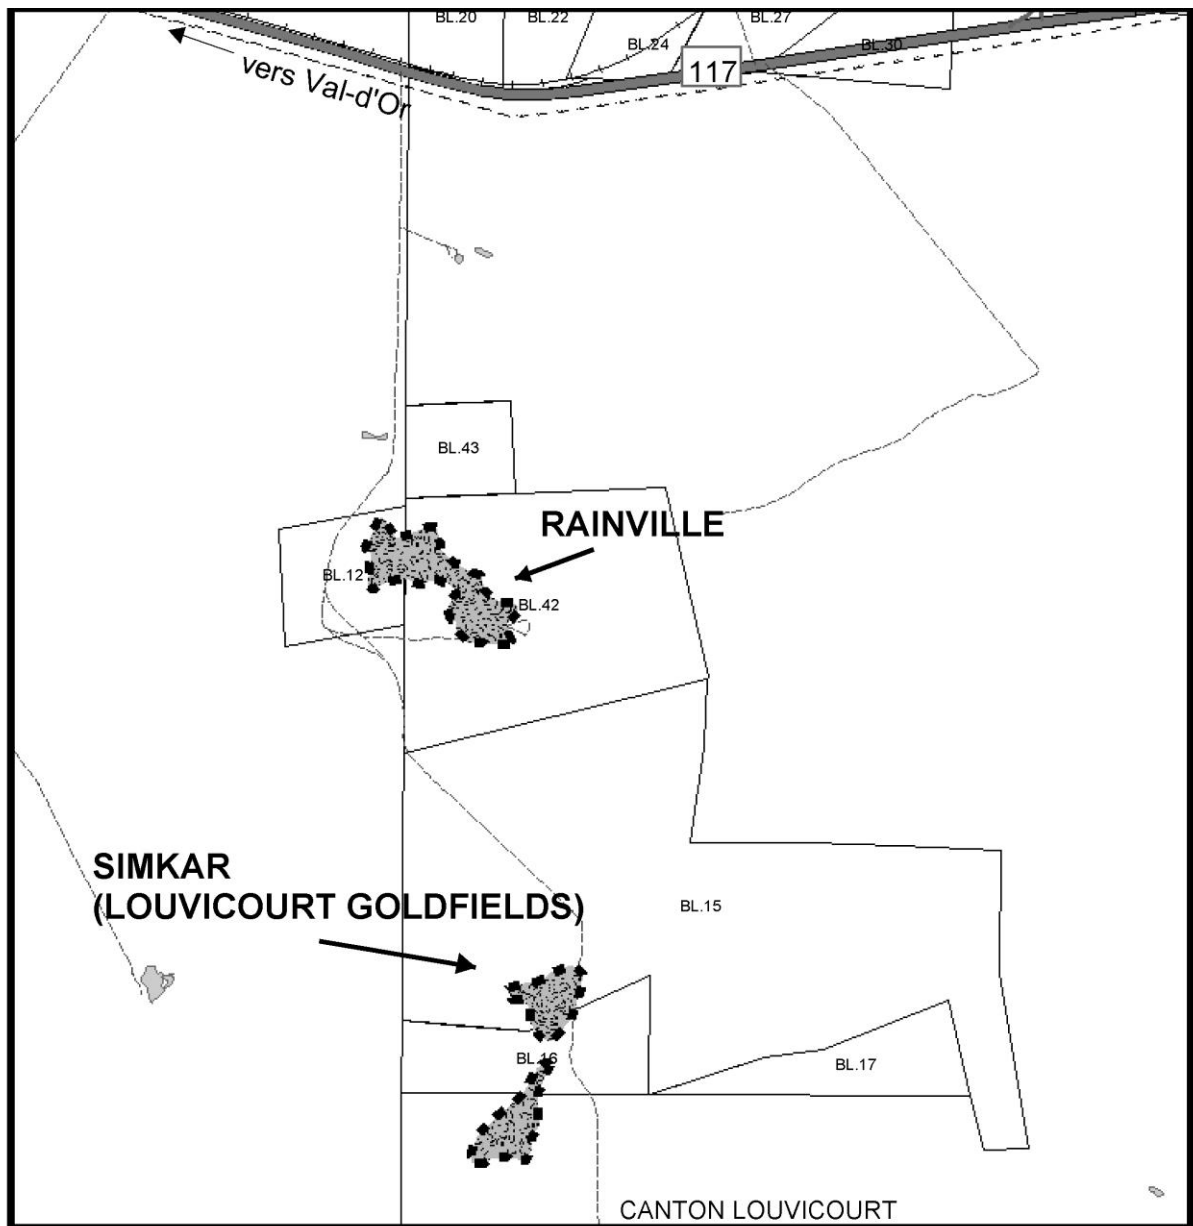 BL.20
BL.22
BL.27
BL.24
BL.30
117
vers Val-d'Or
BL.43
RAINVILLE
BL.12
BL.42
SIMKAR
(LOUVICOURT GOLDFIELDS)
BL.15
BL.16
BL.17
CANTON LOUVICOURT